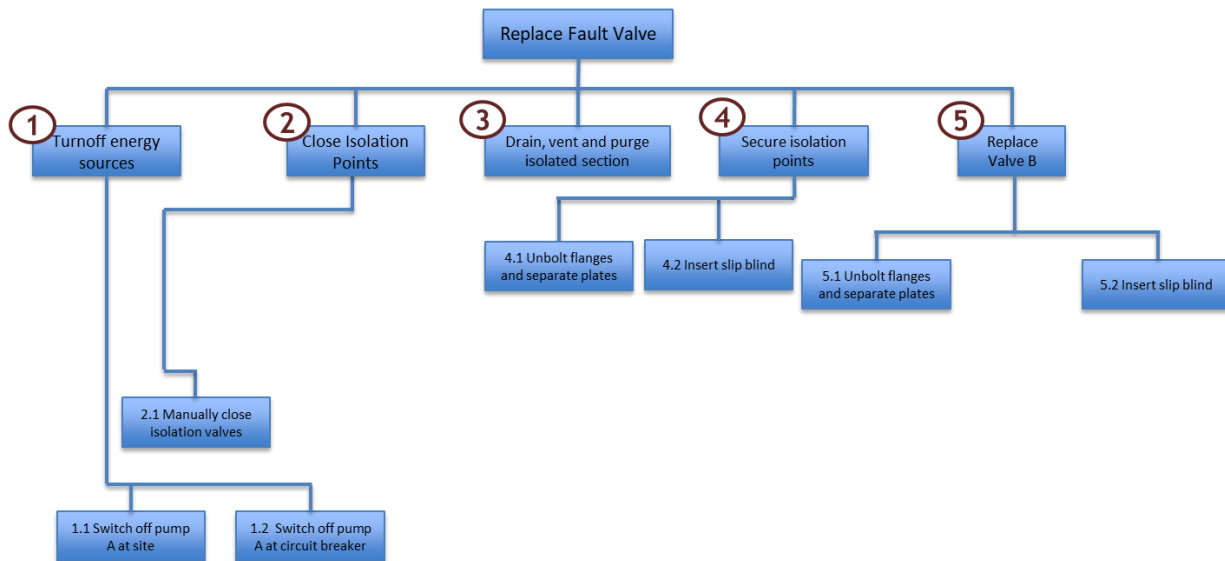 Replace Fault Valve
1
Turnoff energy
sources
2
Close Isolation
Points
3
Drain, vent and purge
isolated section
4
Secure isolation
points
5
Replace
Valve B
4.1 Unbolt flanges
and separate plates
4.2 Insert slip blind
5.1 Unbolt flanges
and separate plates
5.2 Insert slip blind
2.1 Manually close
isolation valves
1.1 Switch off pump
A at site
1.2 Switch off pump
A at circuit breaker